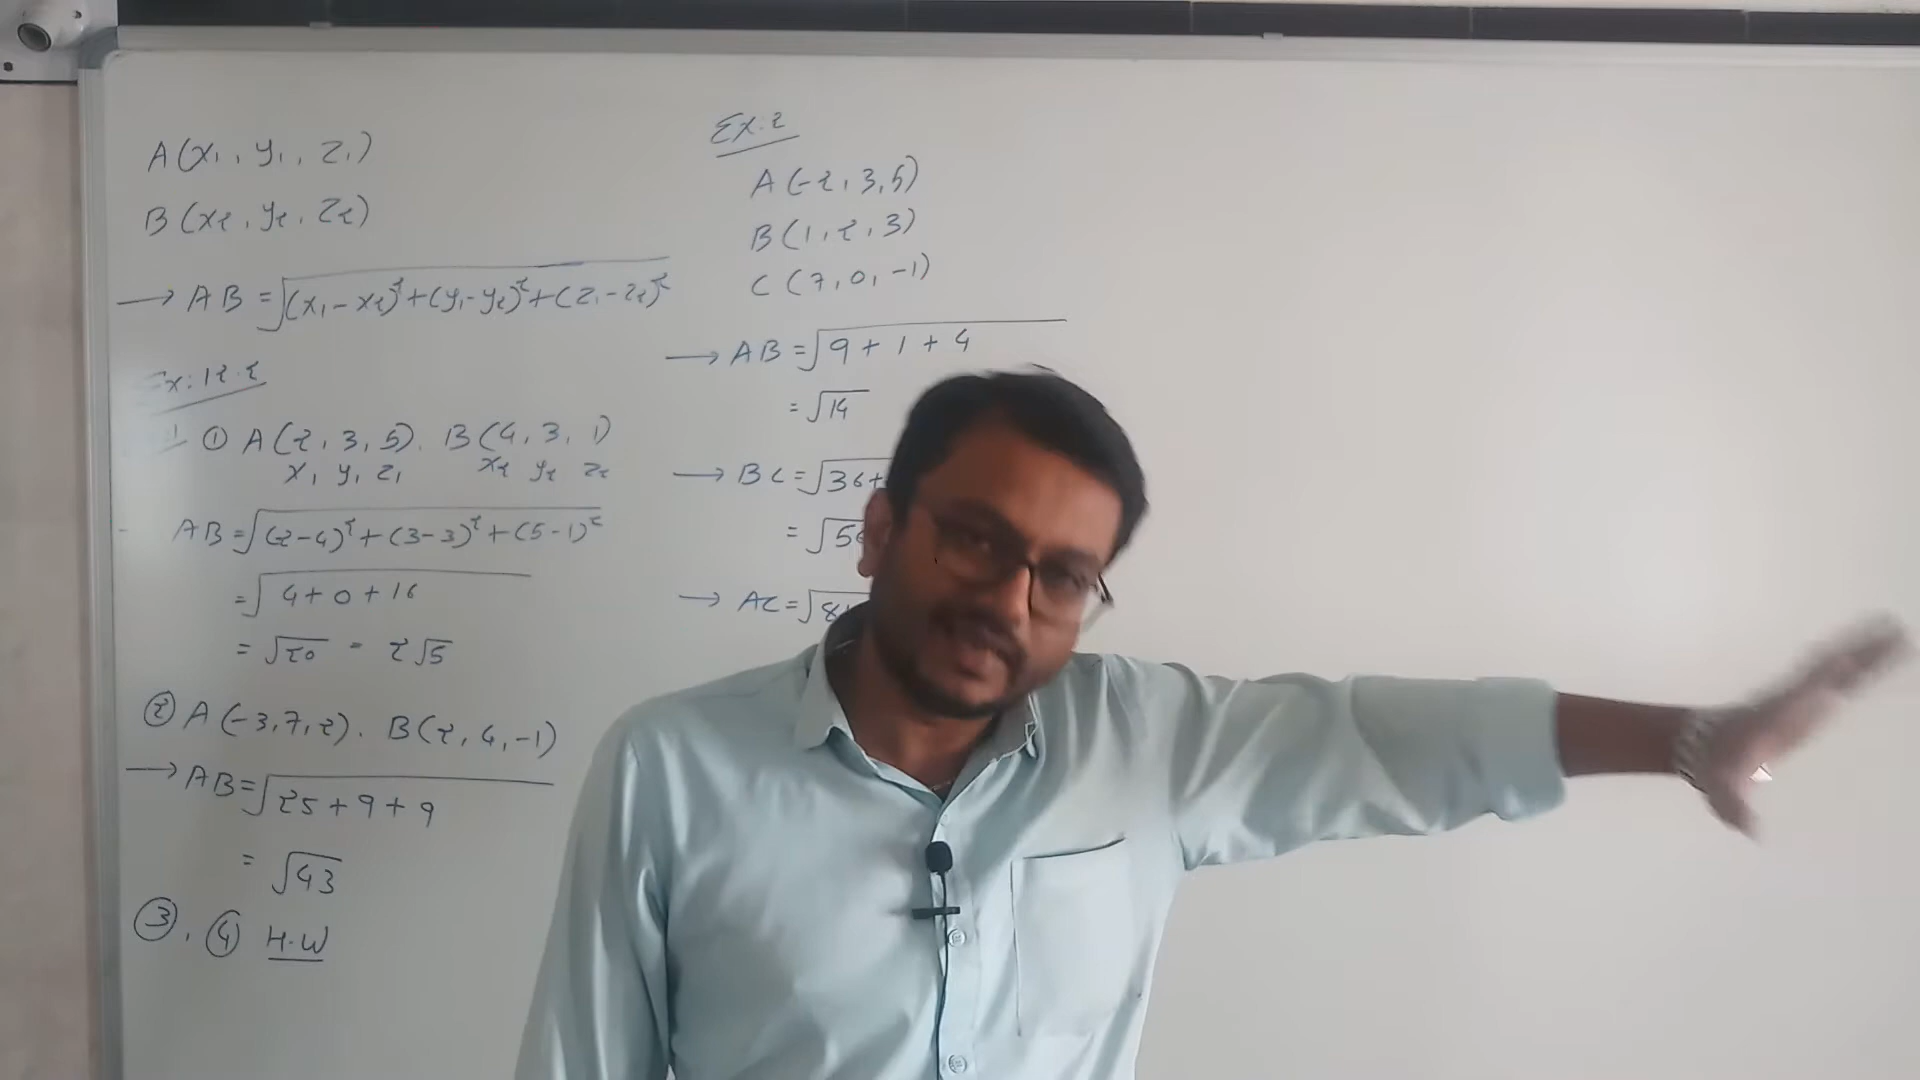 A(x₁, y₁, z₁)
B(x₂, y₂, z₂)
→ AB = √(x₁-x₂)²+(y₁-y₂)²+(z₁-z₂)²
Ex: 12.2
1 ① A(2, 3, 5). B(4, 3, 1)
x₁ y₁ z₁ x₂ y₂ z₂
AB = √(2-4)²+(3-3)²+(5-1)²
= √4+0+16
= √20 = 2√5
② A(-3,7,2). B(2,4,-1)
→ AB = √25+9+9
= √43
③, ④ H.W
Ex:2
A(-2, 3, 5)
B(1, 2, 3)
C(7, 0, -1)
→ AB = √9+1+4
= √14
→ BC = √36+
= √5
→ AC = √8